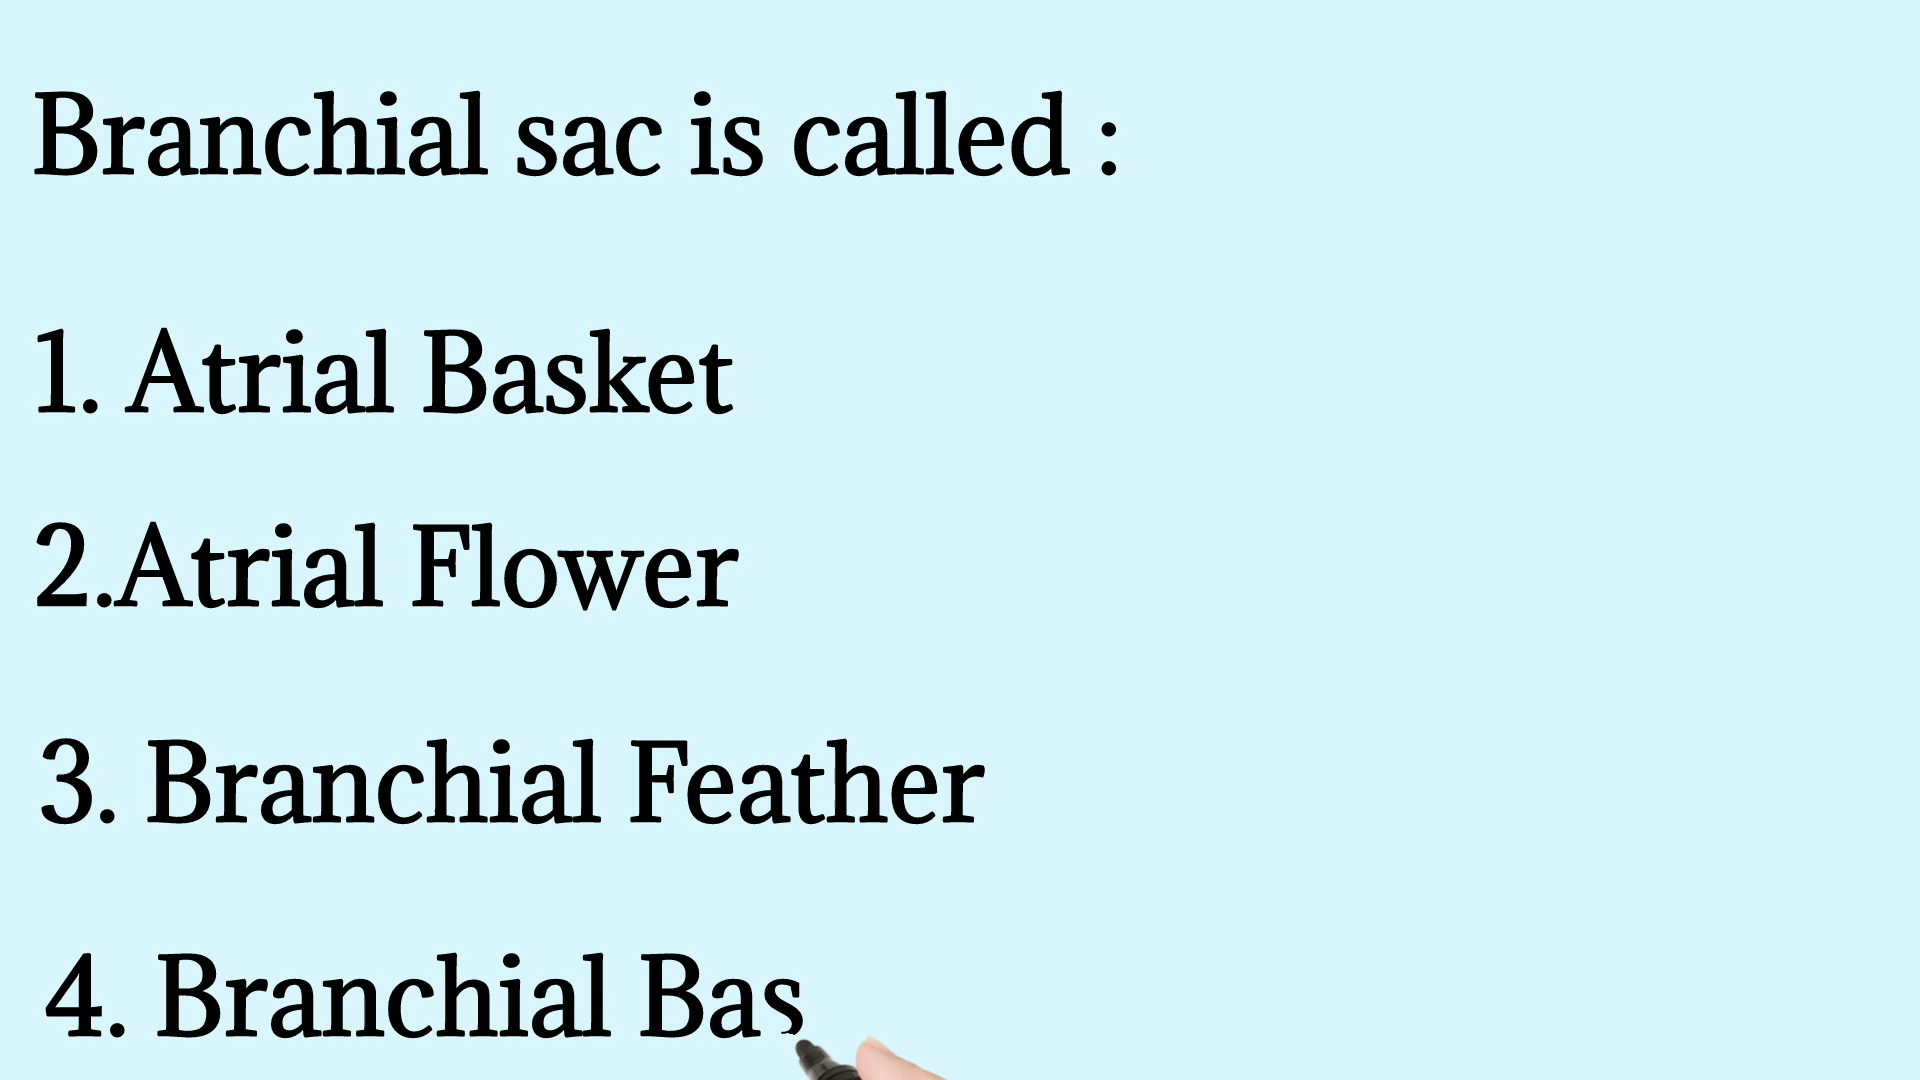 Branchial sac is called :
1. Atrial Basket
2.Atrial Flower
3. Branchial Feather
4. Branchial Bas